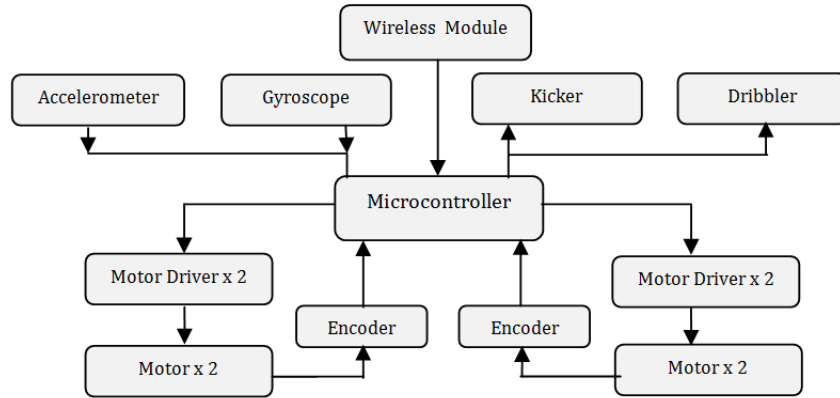 Wireless Module
Accelerometer
Gyroscope
Kicker
Dribbler
Microcontroller
Motor Driver x 2
Motor Driver x 2
Encoder
Encoder
Motor x 2
Motor x 2